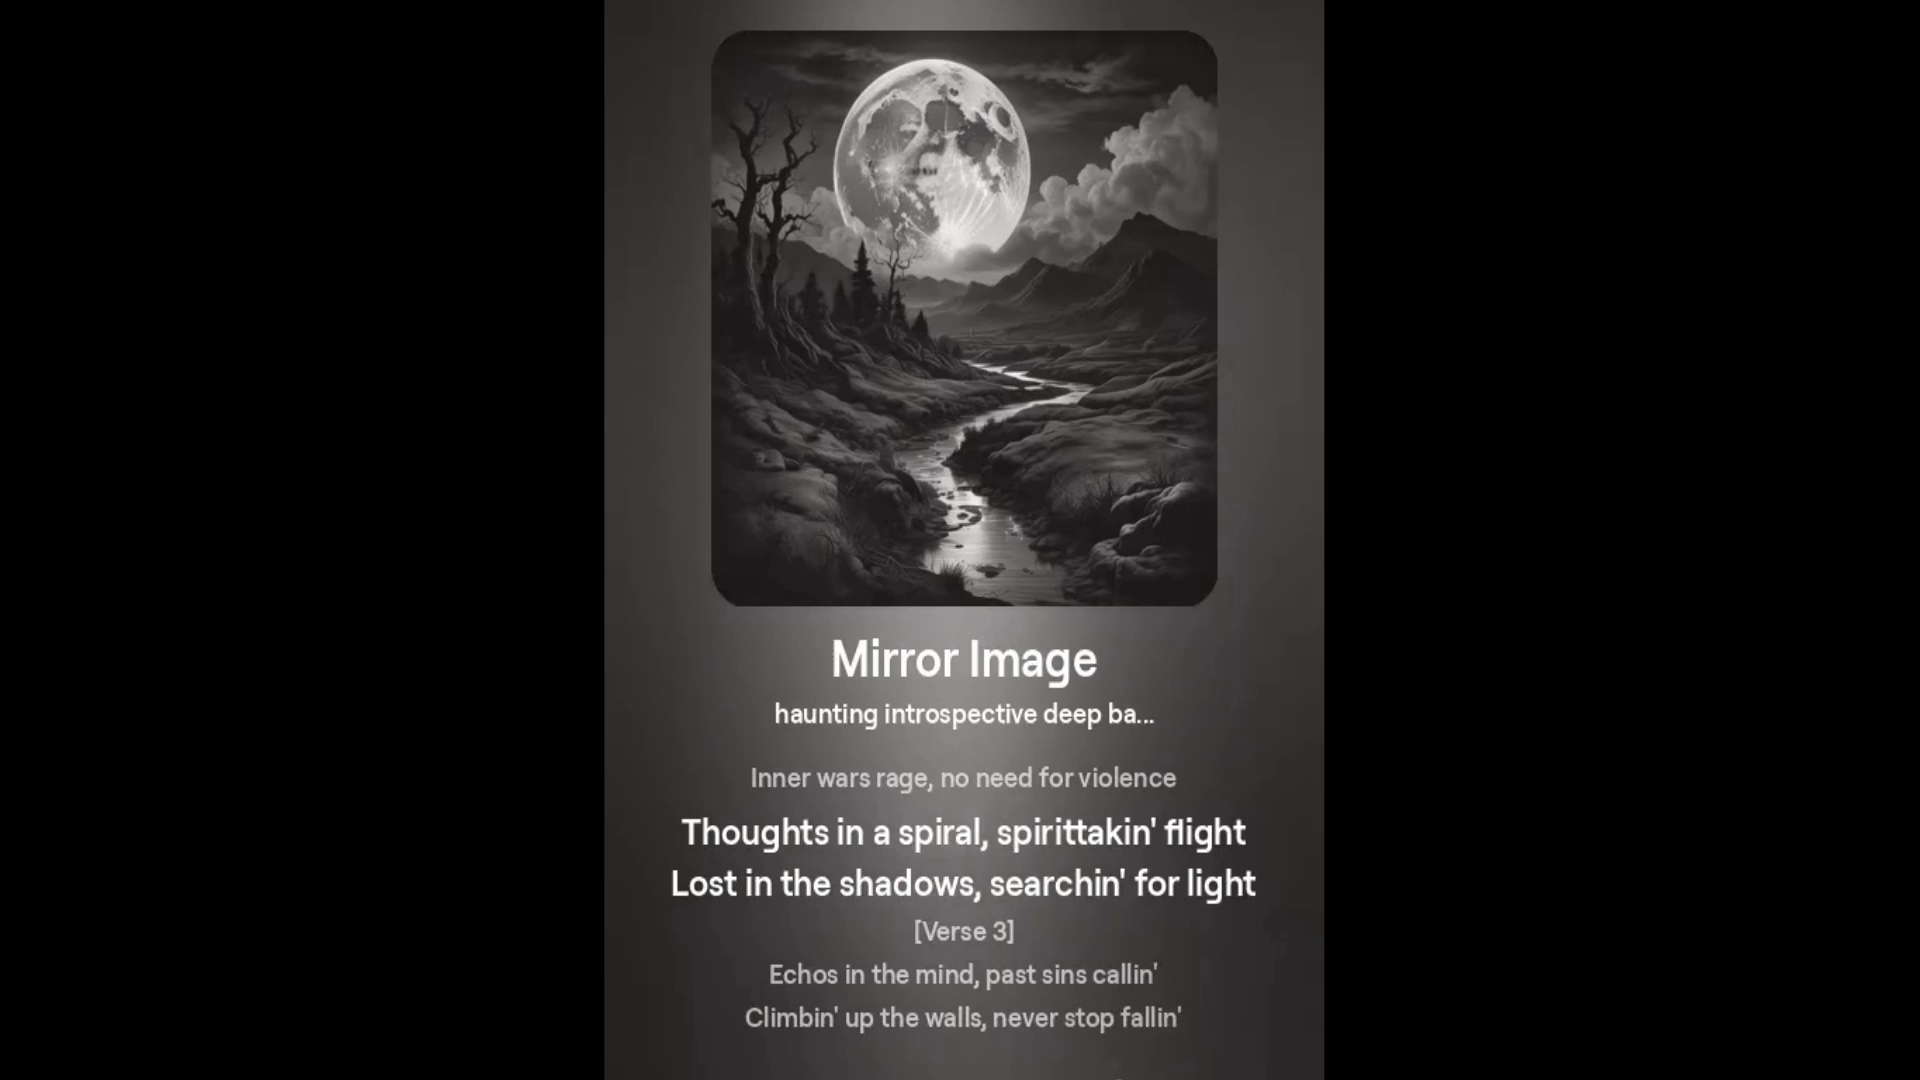 Mirror Image
haunting introspective deep ba...
Inner wars rage, no need for violence
Thoughts in a spiral, spirittakin' flight
Lost in the shadows, searchin' for light
[Verse 3]
Echos in the mind, past sins callin'
Climbin' up the walls, never stop fallin'